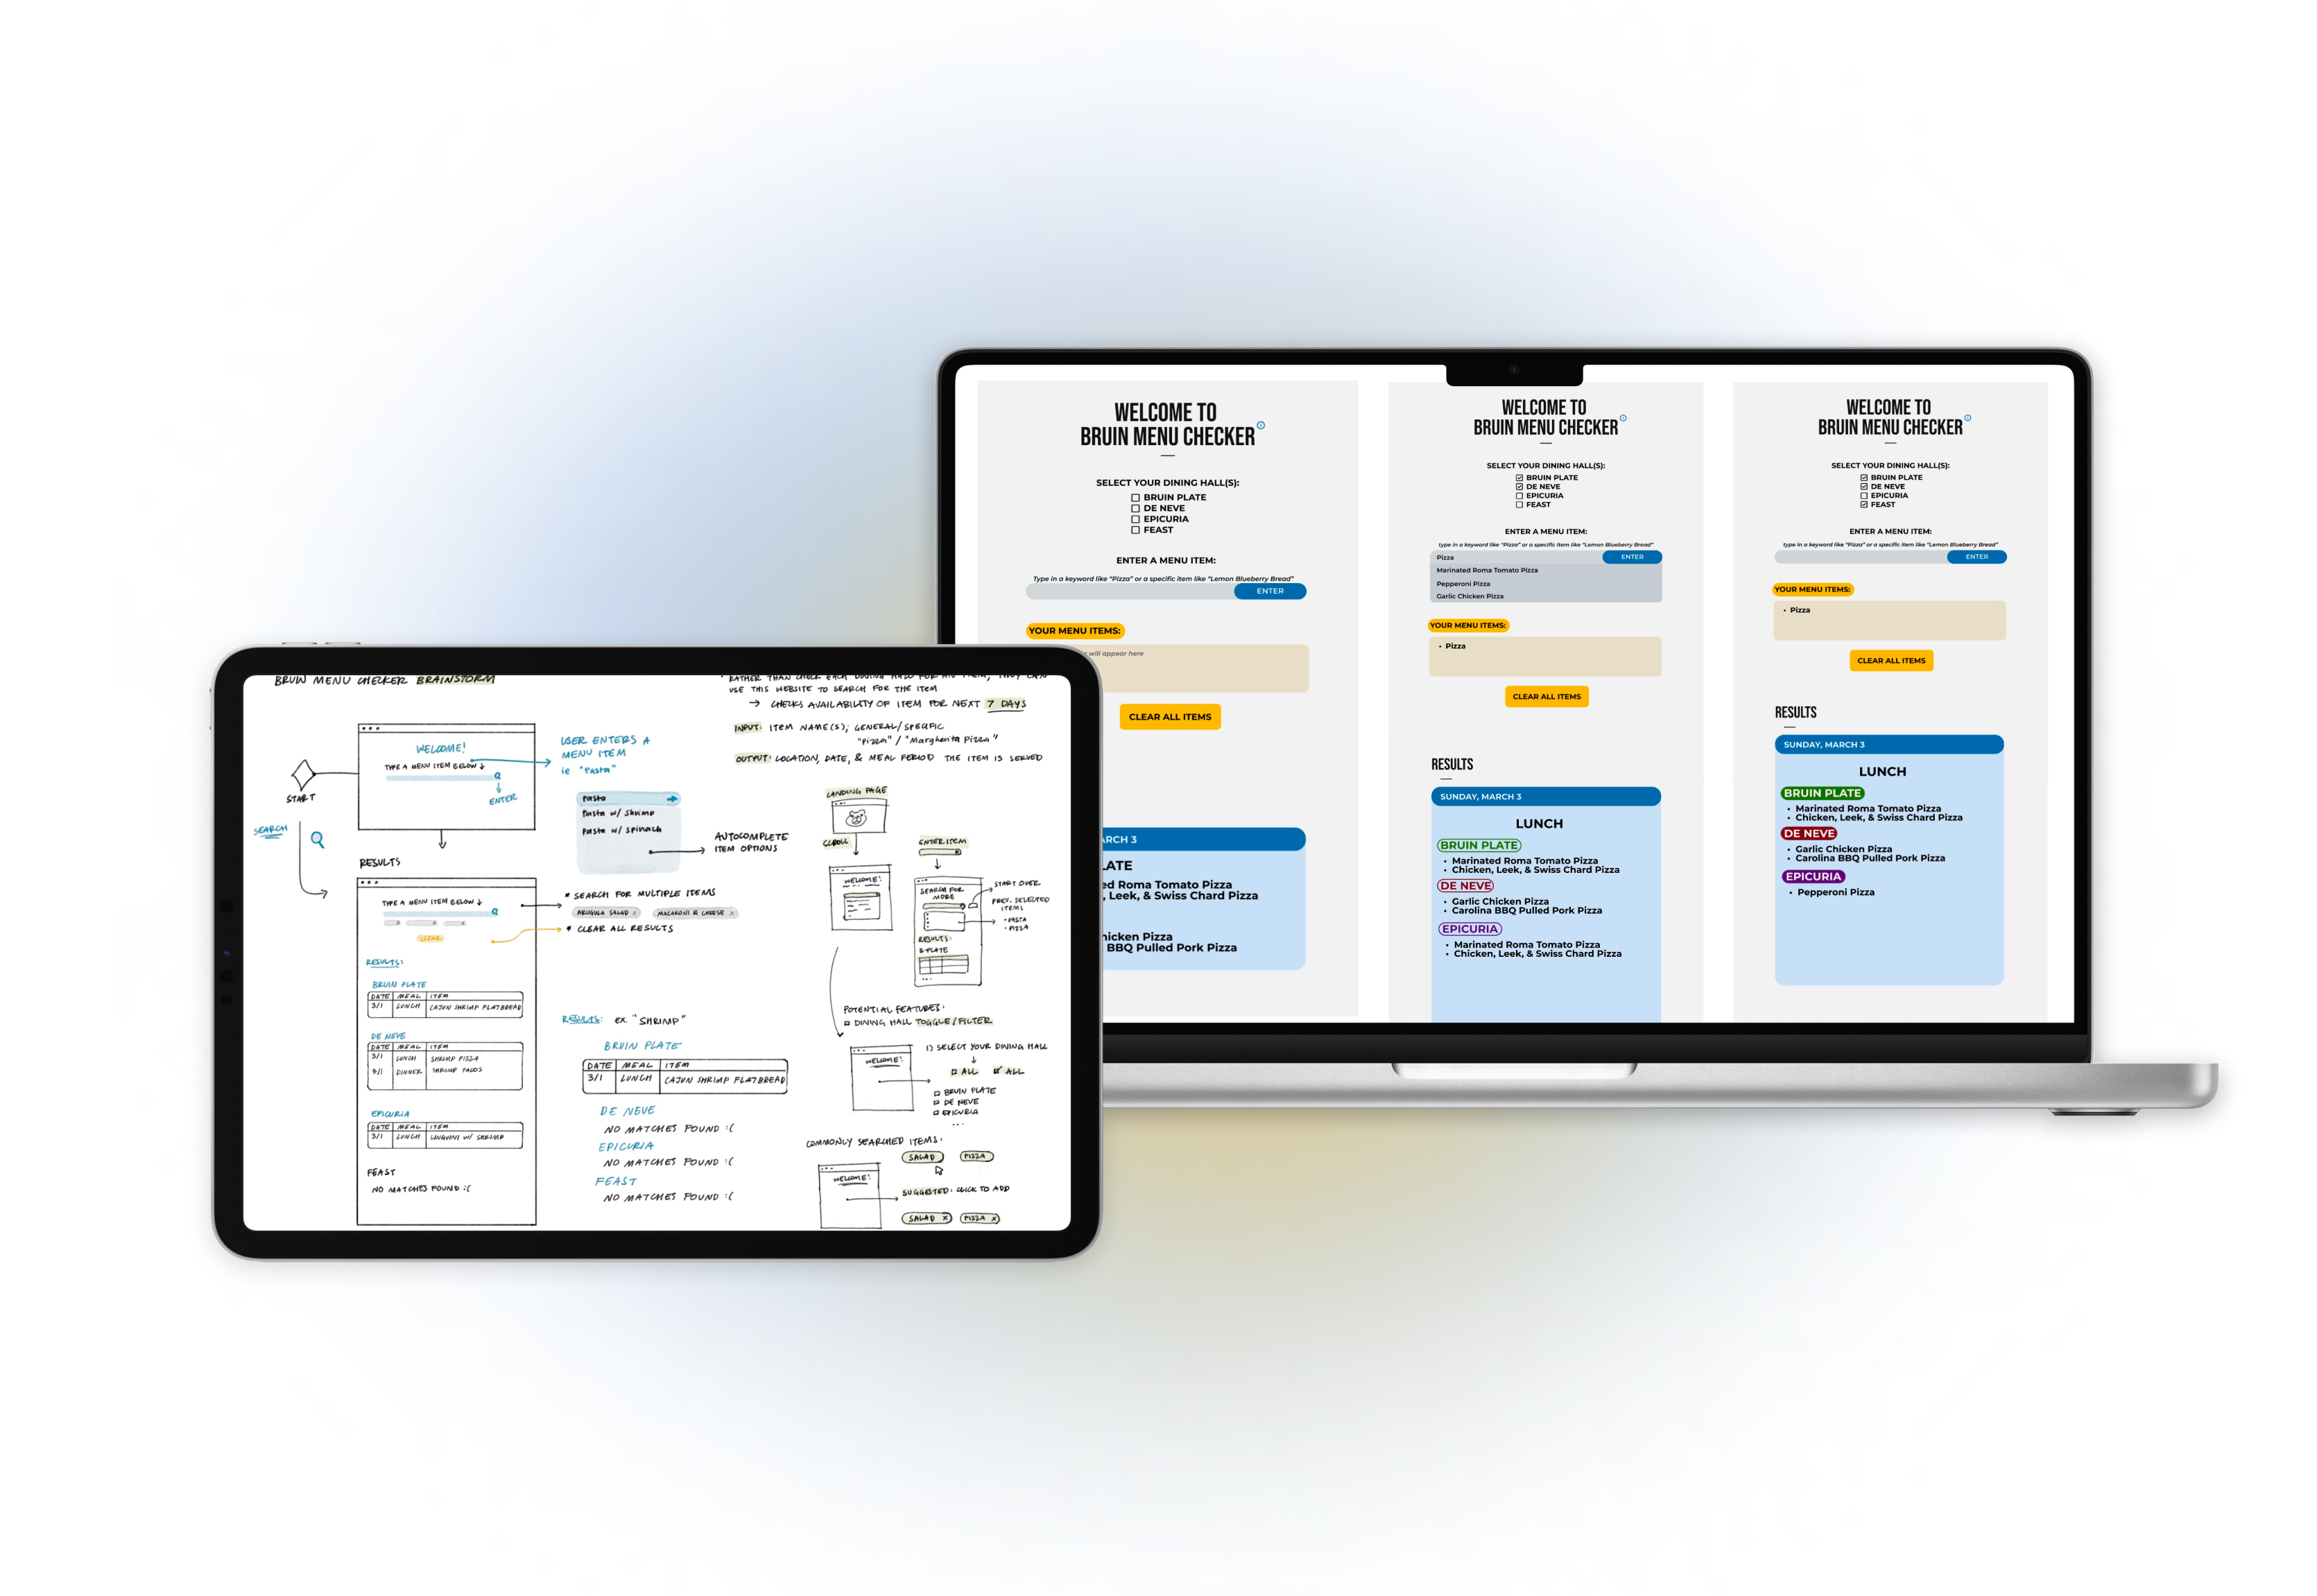 BRUIN MENU CHECKER BRAINSTORM
RATHER THAN CHECK EACH DINING HALL FOR AN ITEM, THEY CAN
USE THIS WEBSITE TO SEARCH FOR THE ITEM
→ CHECKS AVAILABILITY OF ITEM FOR NEXT 7 DAYS
INPUT: ITEM NAME(S); GENERAL/SPECIFIC
"Pizza" / "Margherita Pizza"
OUTPUT: LOCATION, DATE, & MEAL PERIOD THE ITEM IS SERVED
START
SEARCH
WELCOME!
TYPE A MENU ITEM BELOW ↓
ENTER
USER ENTERS A
MENU ITEM
ie "Pasta"
Pasta
Pasta w/ Shrimp
Pasta w/ Spinach
AUTOCOMPLETE
ITEM OPTIONS
RESULTS
TYPE A MENU ITEM BELOW ↓
CLEAR
* SEARCH FOR MULTIPLE ITEMS
ARUGULA SALAD x
MACARONI & CHEESE x
* CLEAR ALL RESULTS
RESULTS:
BRUIN PLATE
DATE MEAL ITEM
3/1 LUNCH CAJUN SHRIMP FLATBREAD
DE NEVE
DATE MEAL ITEM
3/1 LUNCH SHRIMP PIZZA
3/1 DINNER SHRIMP TACOS
EPICURIA
DATE MEAL ITEM
3/1 LUNCH LINGUINI W/ SHRIMP
FEAST
NO MATCHES FOUND :(
RESULTS: EX. "SHRIMP"
BRUIN PLATE
DATE MEAL ITEM
3/1 LUNCH CAJUN SHRIMP FLATBREAD
DE NEVE
NO MATCHES FOUND :(
EPICURIA
NO MATCHES FOUND :(
FEAST
NO MATCHES FOUND :(
LANDING PAGE
SCROLL
WELCOME!
ENTER ITEM
SEARCH FOR
MORE
START OVER
PREV. SELECTED
ITEMS
• PASTA
• PIZZA
RESULTS:
B-PLATE
POTENTIAL FEATURES:
DINING HALL TOGGLE/FILTER
WELCOME!
1) SELECT YOUR DINING HALL
ALL
ALL
BRUIN PLATE
DE NEVE
EPICURIA
...
COMMONLY SEARCHED ITEMS:
SALAD
PIZZA
WELCOME!
SUGGESTED: CLICK TO ADD
SALAD x
PIZZA x
WELCOME TO
BRUIN MENU CHECKER
SELECT YOUR DINING HALL(S):
BRUIN PLATE
DE NEVE
EPICURIA
FEAST
ENTER A MENU ITEM:
Type in a keyword like "Pizza" or a specific item like "Lemon Blueberry Bread"
ENTER
YOUR MENU ITEMS:
will appear here
CLEAR ALL ITEMS
ARCH 3
LATE
ed Roma Tomato Pizza
, Leek, & Swiss Chard Pizza
hicken Pizza
BBQ Pulled Pork Pizza
WELCOME TO
BRUIN MENU CHECKER
SELECT YOUR DINING HALL(S):
BRUIN PLATE
DE NEVE
EPICURIA
FEAST
ENTER A MENU ITEM:
type in a keyword like "Pizza" or a specific item like "Lemon Blueberry Bread"
Pizza
ENTER
Marinated Roma Tomato Pizza
Pepperoni Pizza
Garlic Chicken Pizza
YOUR MENU ITEMS:
• Pizza
CLEAR ALL ITEMS
RESULTS
SUNDAY, MARCH 3
LUNCH
BRUIN PLATE
• Marinated Roma Tomato Pizza
• Chicken, Leek, & Swiss Chard Pizza
DE NEVE
• Garlic Chicken Pizza
• Carolina BBQ Pulled Pork Pizza
EPICURIA
• Marinated Roma Tomato Pizza
• Chicken, Leek, & Swiss Chard Pizza
WELCOME TO
BRUIN MENU CHECKER
SELECT YOUR DINING HALL(S):
BRUIN PLATE
DE NEVE
EPICURIA
FEAST
ENTER A MENU ITEM:
type in a keyword like "Pizza" or a specific item like "Lemon Blueberry Bread"
ENTER
YOUR MENU ITEMS:
• Pizza
CLEAR ALL ITEMS
RESULTS
SUNDAY, MARCH 3
LUNCH
BRUIN PLATE
• Marinated Roma Tomato Pizza
• Chicken, Leek, & Swiss Chard Pizza
DE NEVE
• Garlic Chicken Pizza
• Carolina BBQ Pulled Pork Pizza
EPICURIA
• Pepperoni Pizza